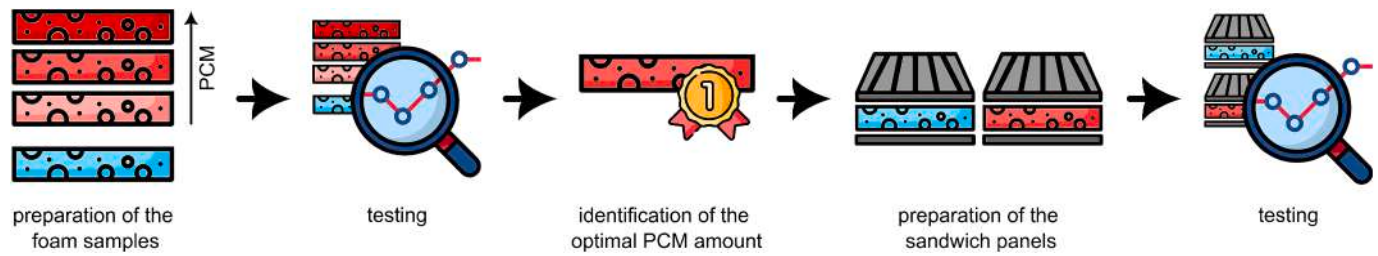 PCM
1
preparation of the
foam samples
testing
identification of the
optimal PCM amount
preparation of the
sandwich panels
testing